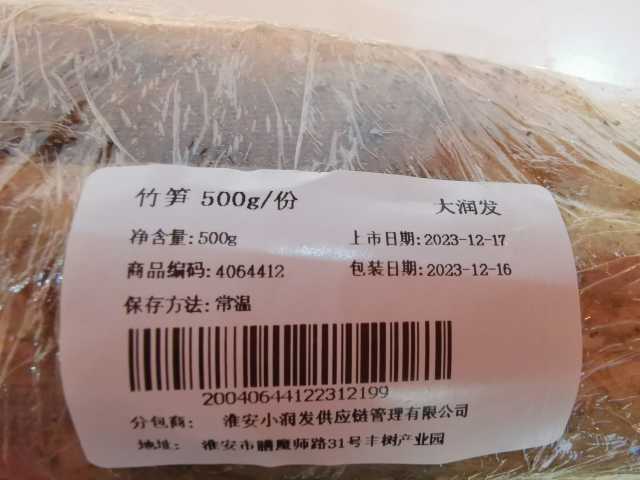 竹笋 500g/份 大润发
净含量:500g 上市日期:2023-12-17
商品编码:4064412 包装日期:2023-12-16
保存方法:常温
20040644122312199
分包商: 淮安小润发供应链管理有限公司
地址: 淮安市膳魔师路31号丰树产业园